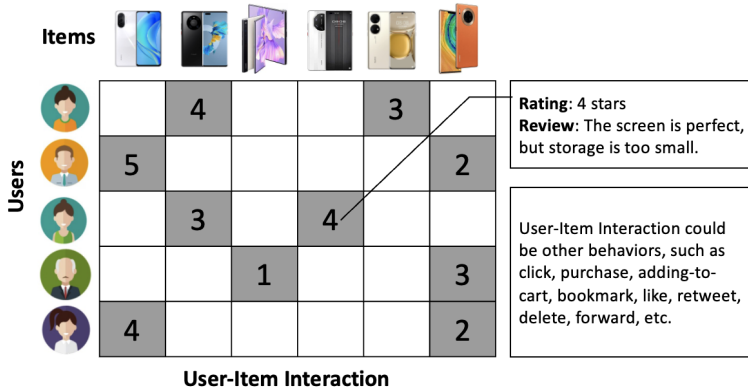 Items
Users
4 3
Rating: 4 stars
Review: The screen is perfect,
but storage is too small.
5 2
3 4
User-Item Interaction could
be other behaviors, such as
click, purchase, adding-to-
cart, bookmark, like, retweet,
delete, forward, etc.
1 3
4 2
User-Item Interaction